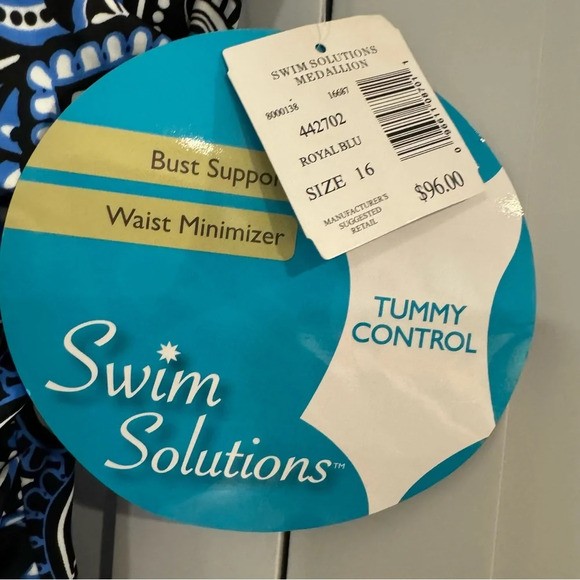 SWIM SOLUTIONS
MEDALLION
8000138 16687
442702
ROYAL BLU
SIZE 16
$96.00
MANUFACTURER'S
SUGGESTED
RETAIL
Bust Suppor
Waist Minimizer
TUMMY
CONTROL
Swim
Solutions™